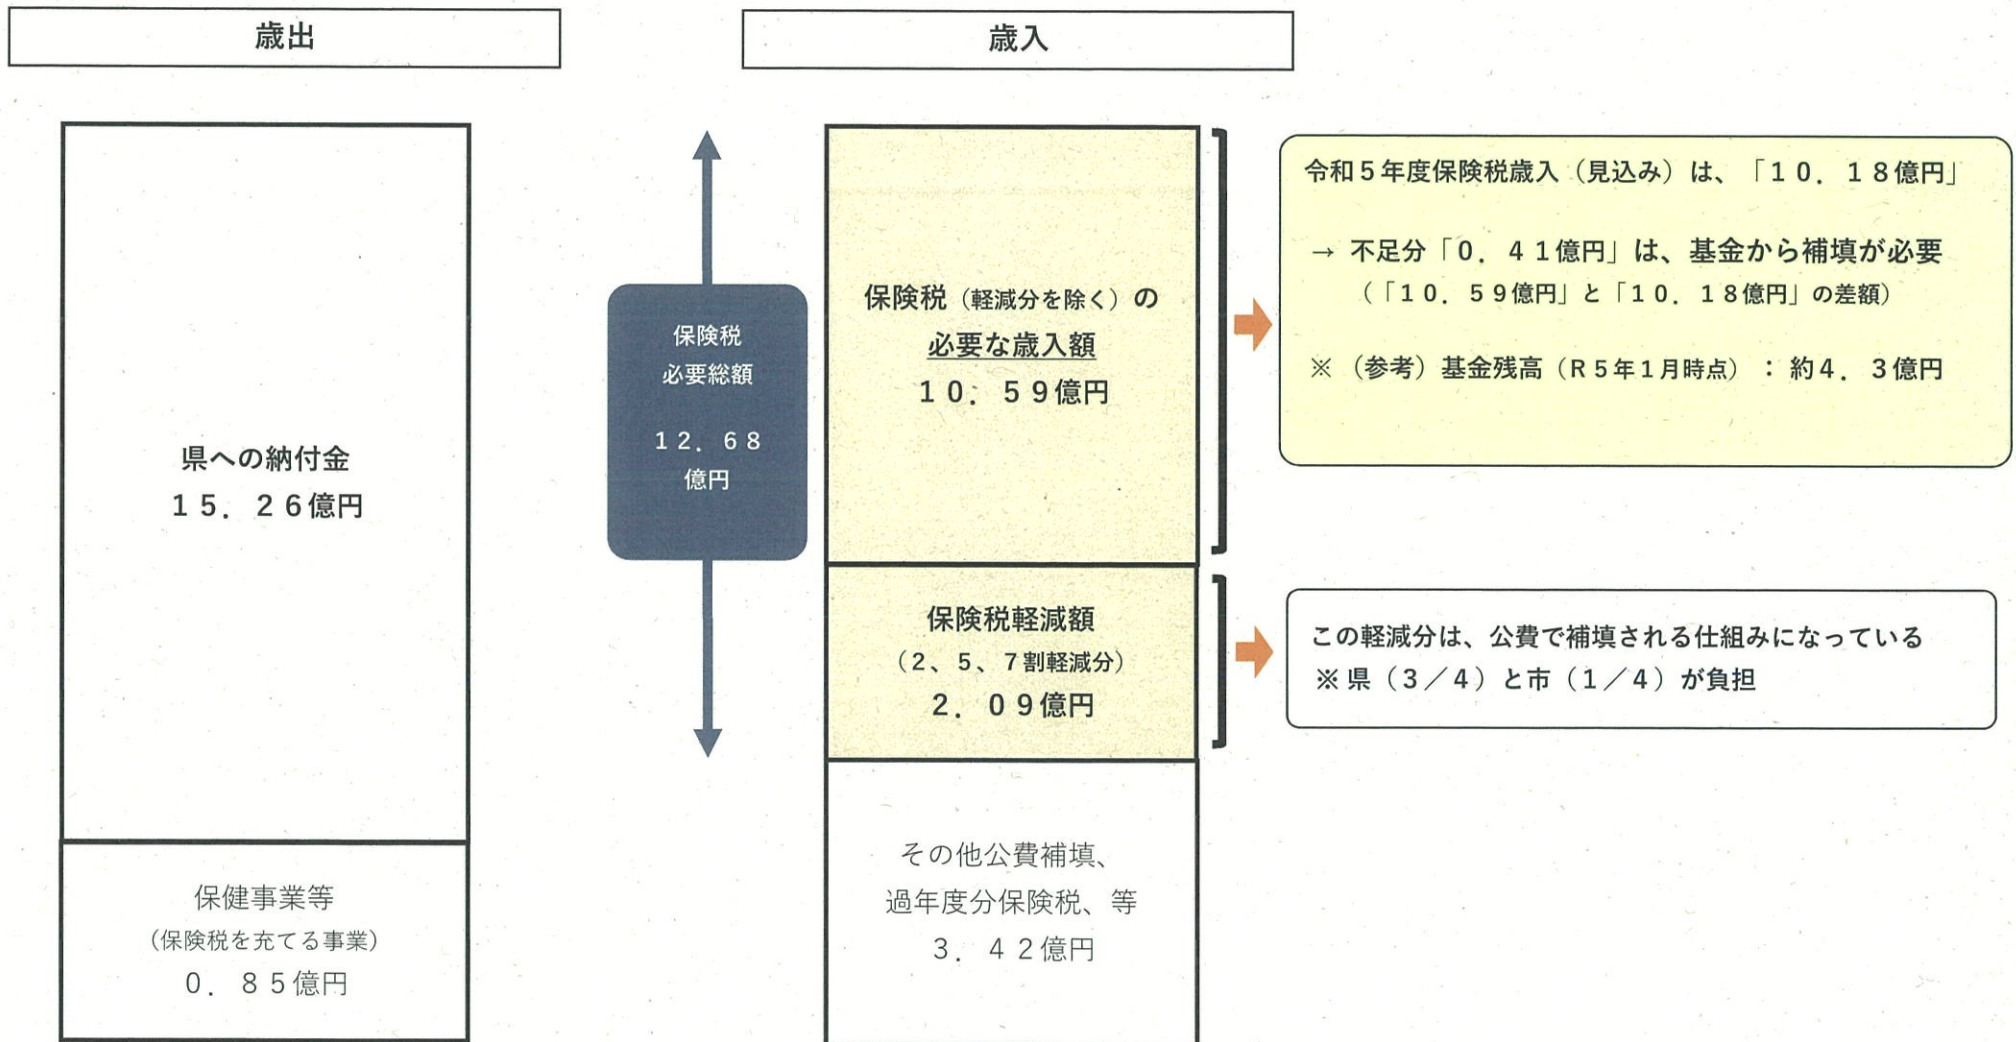 歳出
歳入
県への納付金
１５．２６億円
保健事業等
（保険税を充てる事業）
０．８５億円
保険税
必要総額
１２．６８
億円
保険税（軽減分を除く）の
必要な歳入額
１０．５９億円
保険税軽減額
（２、５、７割軽減分）
２．０９億円
その他公費補填、
過年度分保険税、等
３．４２億円
令和５年度保険税歳入（見込み）は、「１０．１８億円」
→ 不足分「０．４１億円」は、基金から補填が必要
（「１０．５９億円」と「１０．１８億円」の差額）
※（参考）基金残高（Ｒ５年１月時点）：約４．３億円
この軽減分は、公費で補填される仕組みになっている
※県（３／４）と市（１／４）が負担